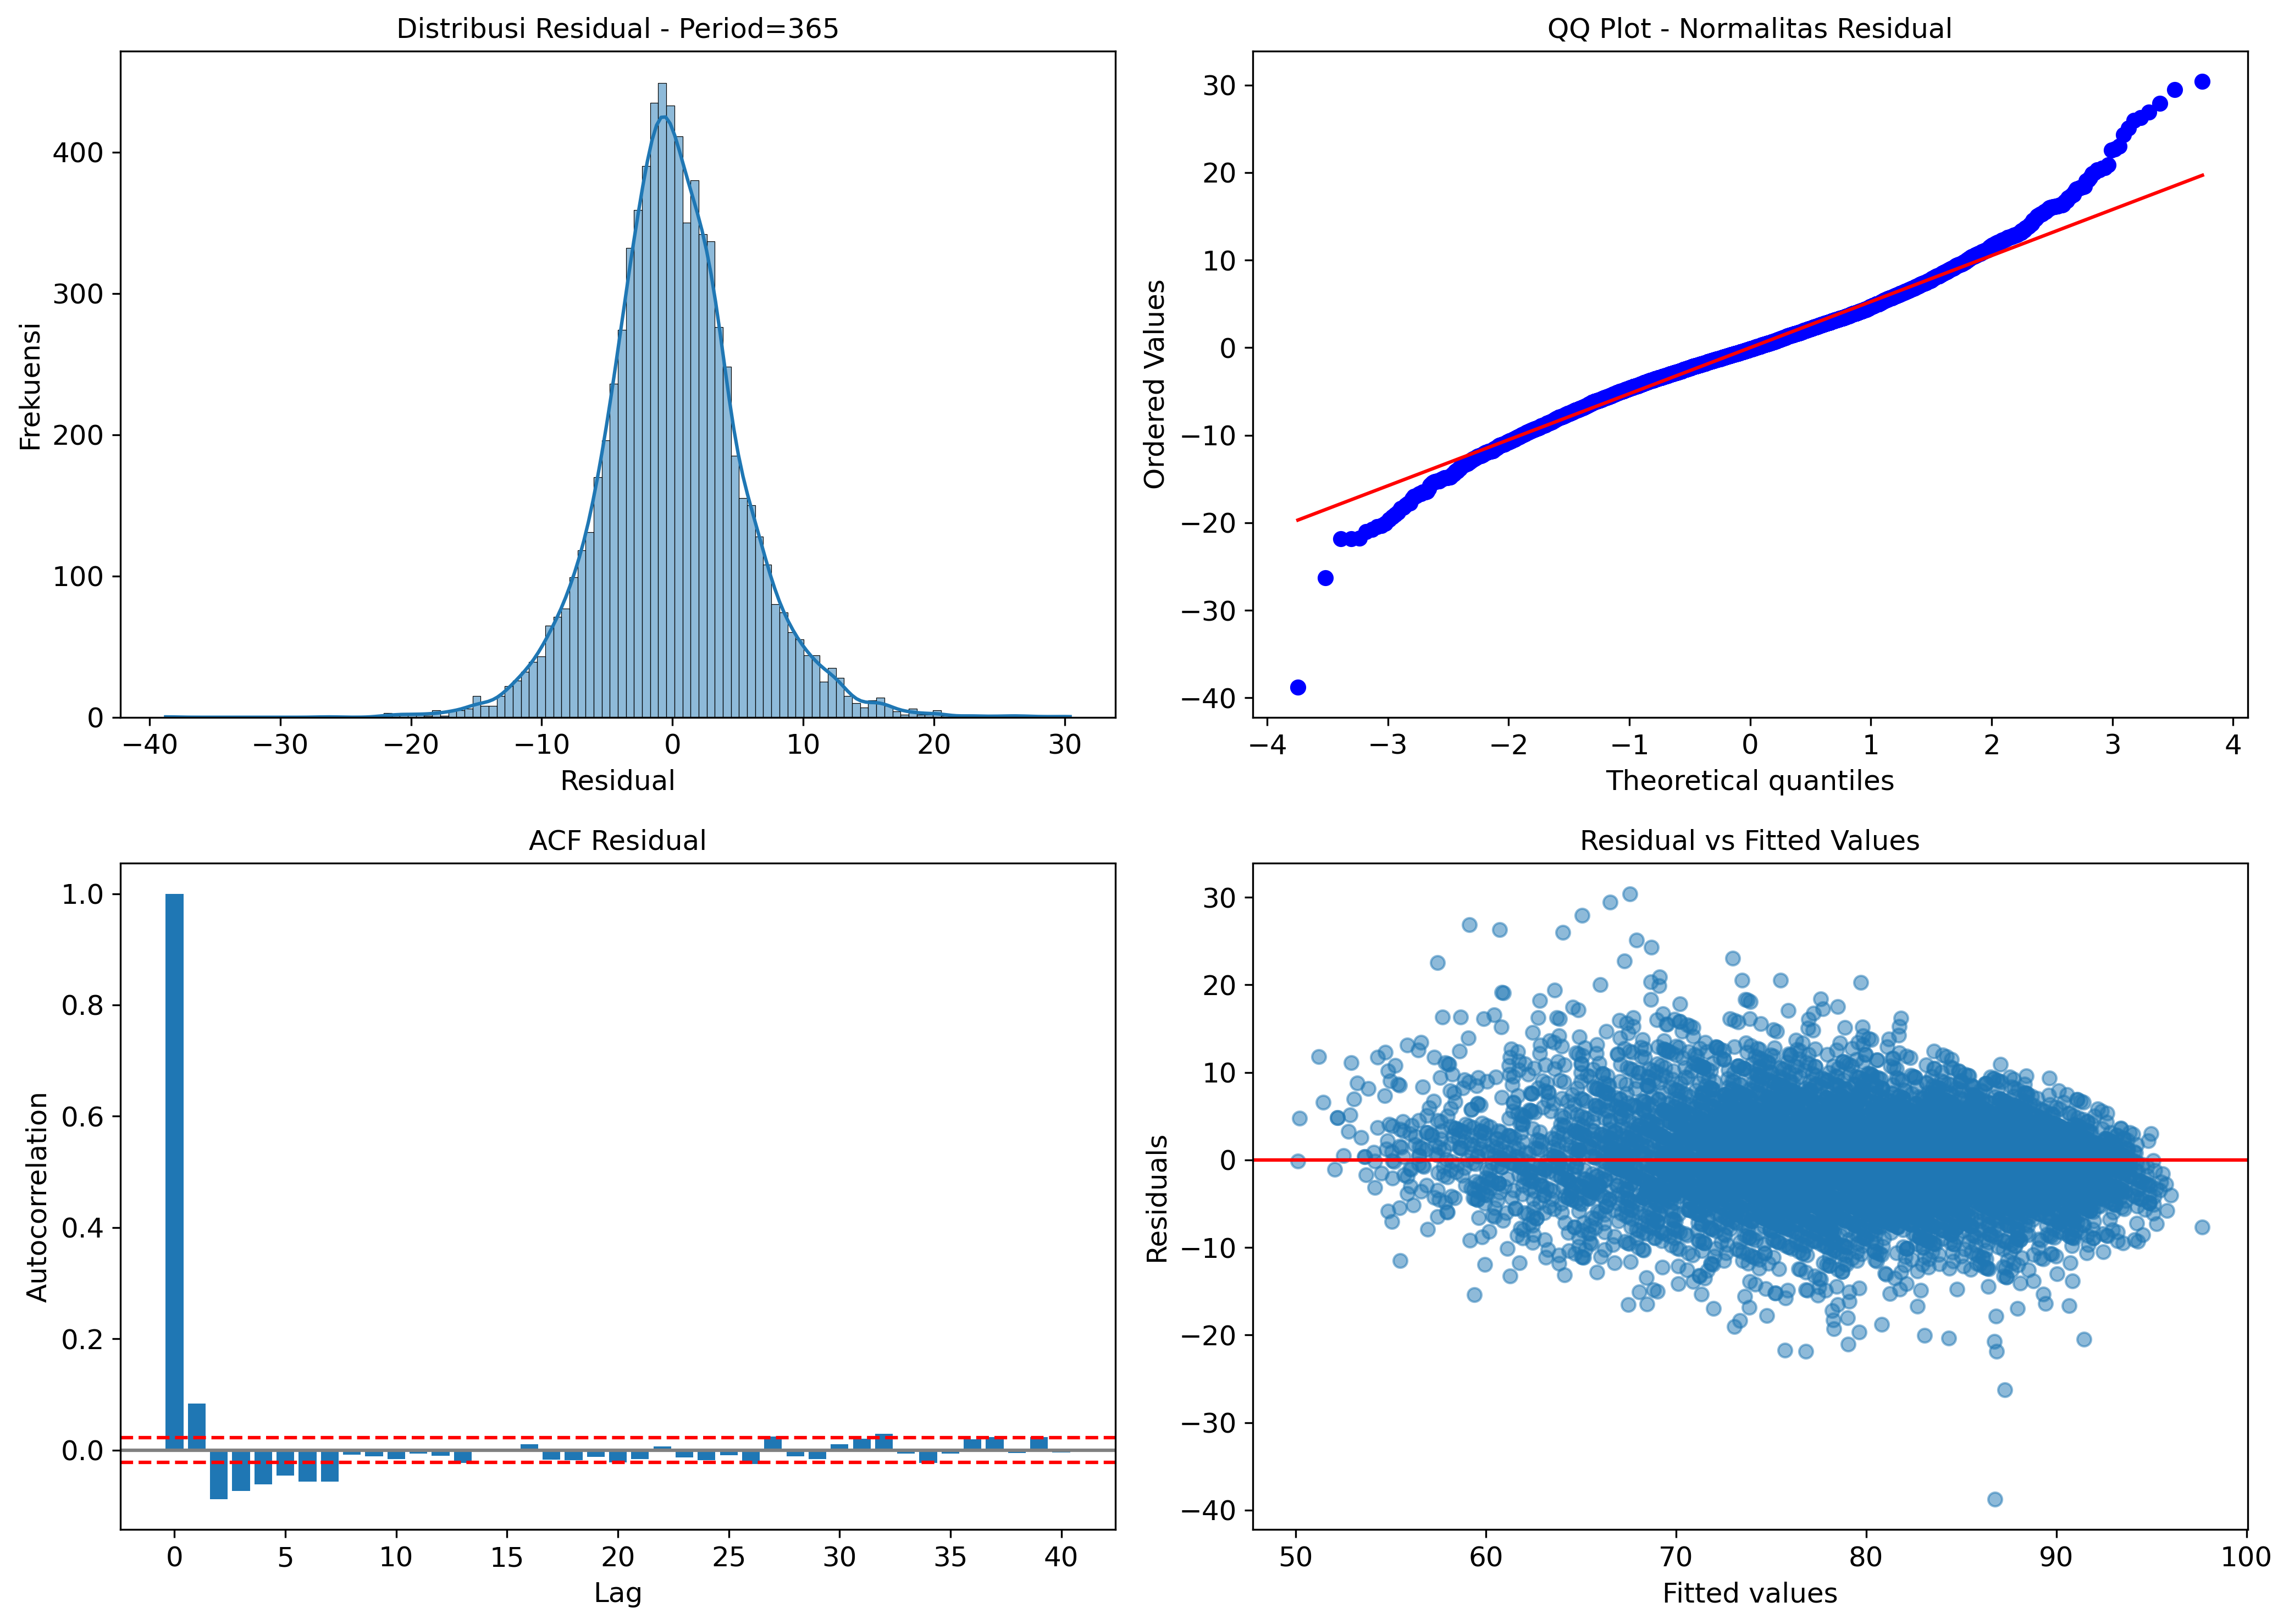 Distribusi Residual - Period=365
Frekuensi
400
300
200
100
0
−40 −30 −20 −10 0 10 20 30
Residual
QQ Plot - Normalitas Residual
Ordered Values
30
20
10
0
−10
−20
−30
−40
−4 −3 −2 −1 0 1 2 3 4
Theoretical quantiles
ACF Residual
Autocorrelation
1.0
0.8
0.6
0.4
0.2
0.0
0 5 10 15 20 25 30 35 40
Lag
Residual vs Fitted Values
Residuals
30
20
10
0
−10
−20
−30
−40
50 60 70 80 90 100
Fitted values